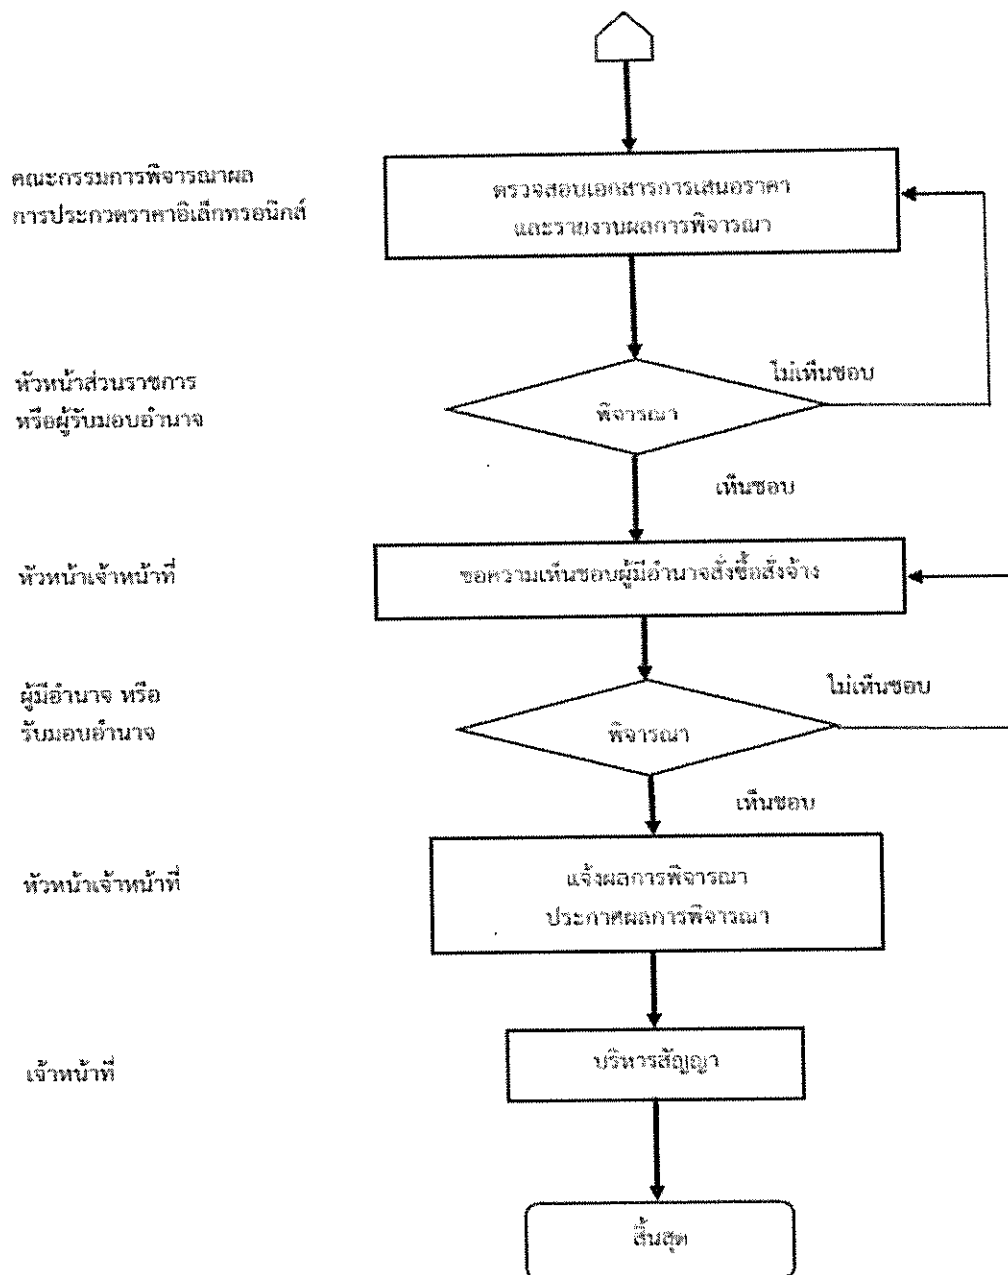 คณะกรรมการพิจารณาผล
การประกวดราคาอิเล็กทรอนิกส์
ตรวจสอบเอกสารการเสนอราคา
และรายงานผลการพิจารณา
หัวหน้าส่วนราชการ
หรือผู้รับมอบอำนาจ
พิจารณา
ไม่เห็นชอบ
เห็นชอบ
หัวหน้าเจ้าหน้าที่
ขอความเห็นชอบผู้มีอำนาจสั่งซื้อสั่งจ้าง
ผู้มีอำนาจ หรือ
รับมอบอำนาจ
พิจารณา
ไม่เห็นชอบ
เห็นชอบ
หัวหน้าเจ้าหน้าที่
แจ้งผลการพิจารณา
ประกาศผลการพิจารณา
เจ้าหน้าที่
บริหารสัญญา
สิ้นสุด